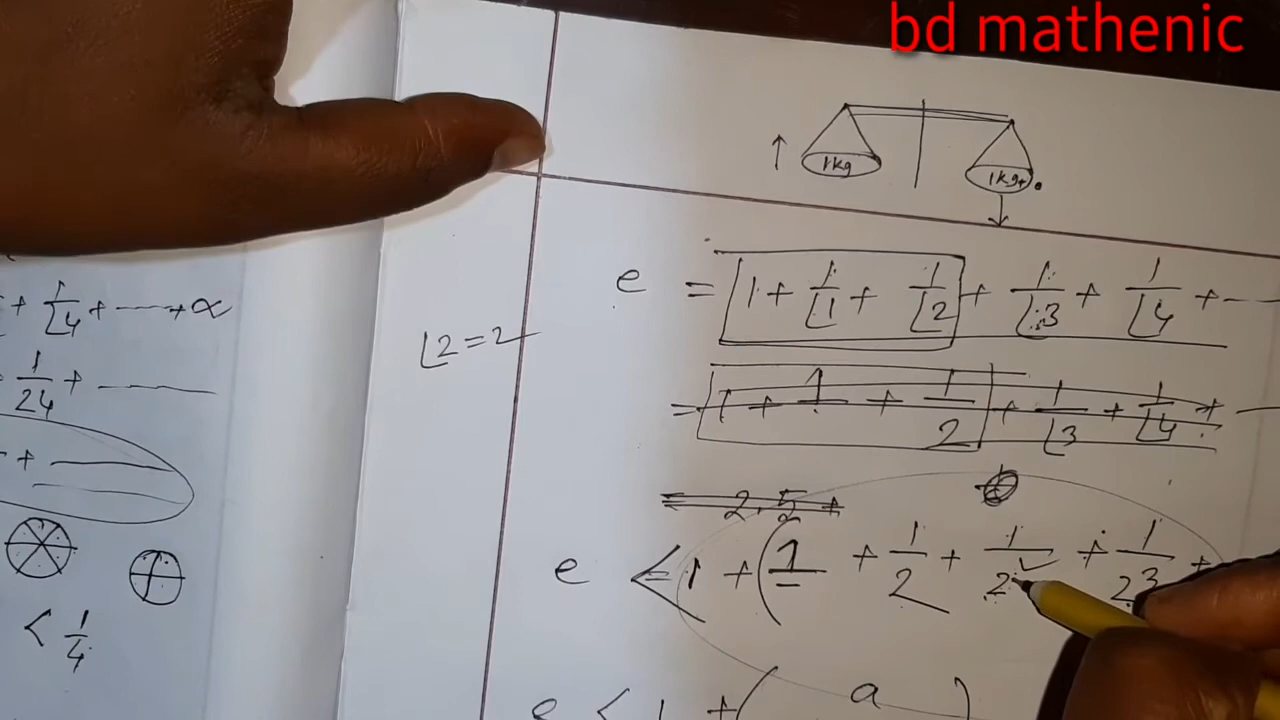 bd mathenic
1kg
1kg+.
e = 1 + 1/⌊1 + 1/⌊2 + 1/⌊3 + 1/⌊4 + ---
+ 1/⌊4 + --- + ∝
⌊2 = 2
= 1 + 1 + 1/2 + 1/⌊3 + 1/⌊4 + —
1/24 + ---
= 2.5 +
+ ---
e < 1 + (1 + 1/2 + 1/2² + 1/2³ +
< 1/4
e < 1 + ( a )